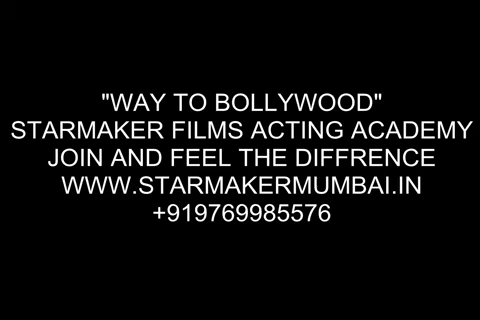 "WAY TO BOLLYWOOD"
STARMAKER FILMS ACTING ACADEMY
JOIN AND FEEL THE DIFFRENCE
WWW.STARMAKERMUMBAI.IN
+919769985576